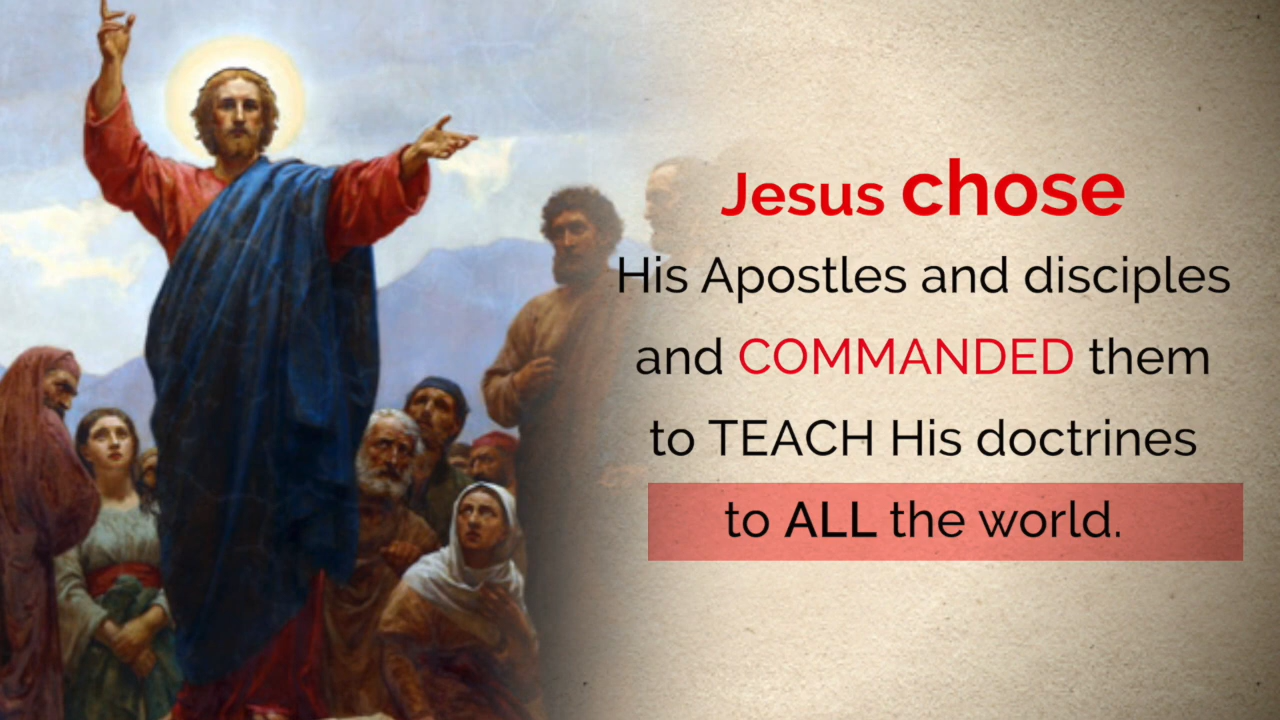 Jesus chose
His Apostles and disciples
and COMMANDED them
to TEACH His doctrines
to ALL the world.